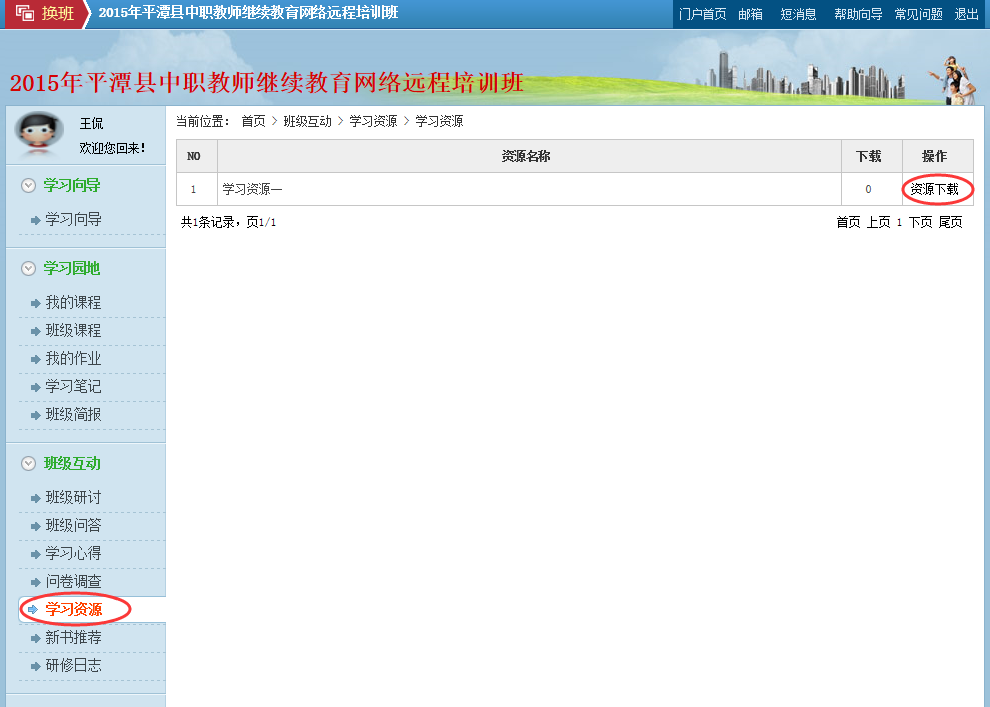 换班 2015年平潭县中职教师继续教育网络远程培训班 门户首页 邮箱 短消息 帮助向导 常见问题 退出
2015年平潭县中职教师继续教育网络远程培训班
王侃
欢迎您回来!
学习向导
学习向导
学习园地
我的课程
班级课程
我的作业
学习笔记
班级简报
班级互动
班级研讨
班级问答
学习心得
问卷调查
学习资源
新书推荐
研修日志
当前位置: 首页 > 班级互动 > 学习资源 > 学习资源
NO 资源名称 下载 操作
1 学习资源一 0 资源下载
共1条记录，页1/1 首页 上页 1 下页 尾页